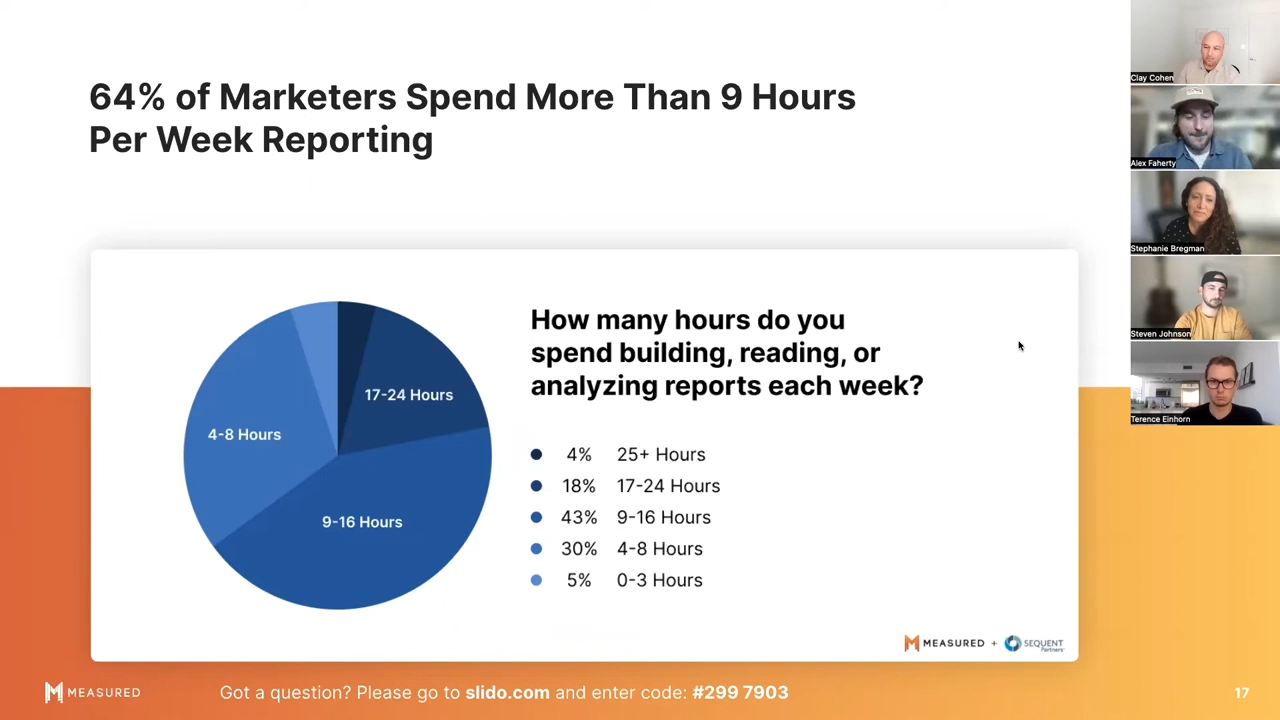 64% of Marketers Spend More Than 9 Hours
Per Week Reporting
17-24 Hours
4-8 Hours
9-16 Hours
How many hours do you
spend building, reading, or
analyzing reports each week?
4% 25+ Hours
18% 17-24 Hours
43% 9-16 Hours
30% 4-8 Hours
5% 0-3 Hours
MEASURED + SEQUENT Partners
MEASURED
Got a question? Please go to slido.com and enter code: #299 7903
17
Clay Cohen
Alex Faherty
Stephanie Bregman
Steven Johnson
Terence Einhorn